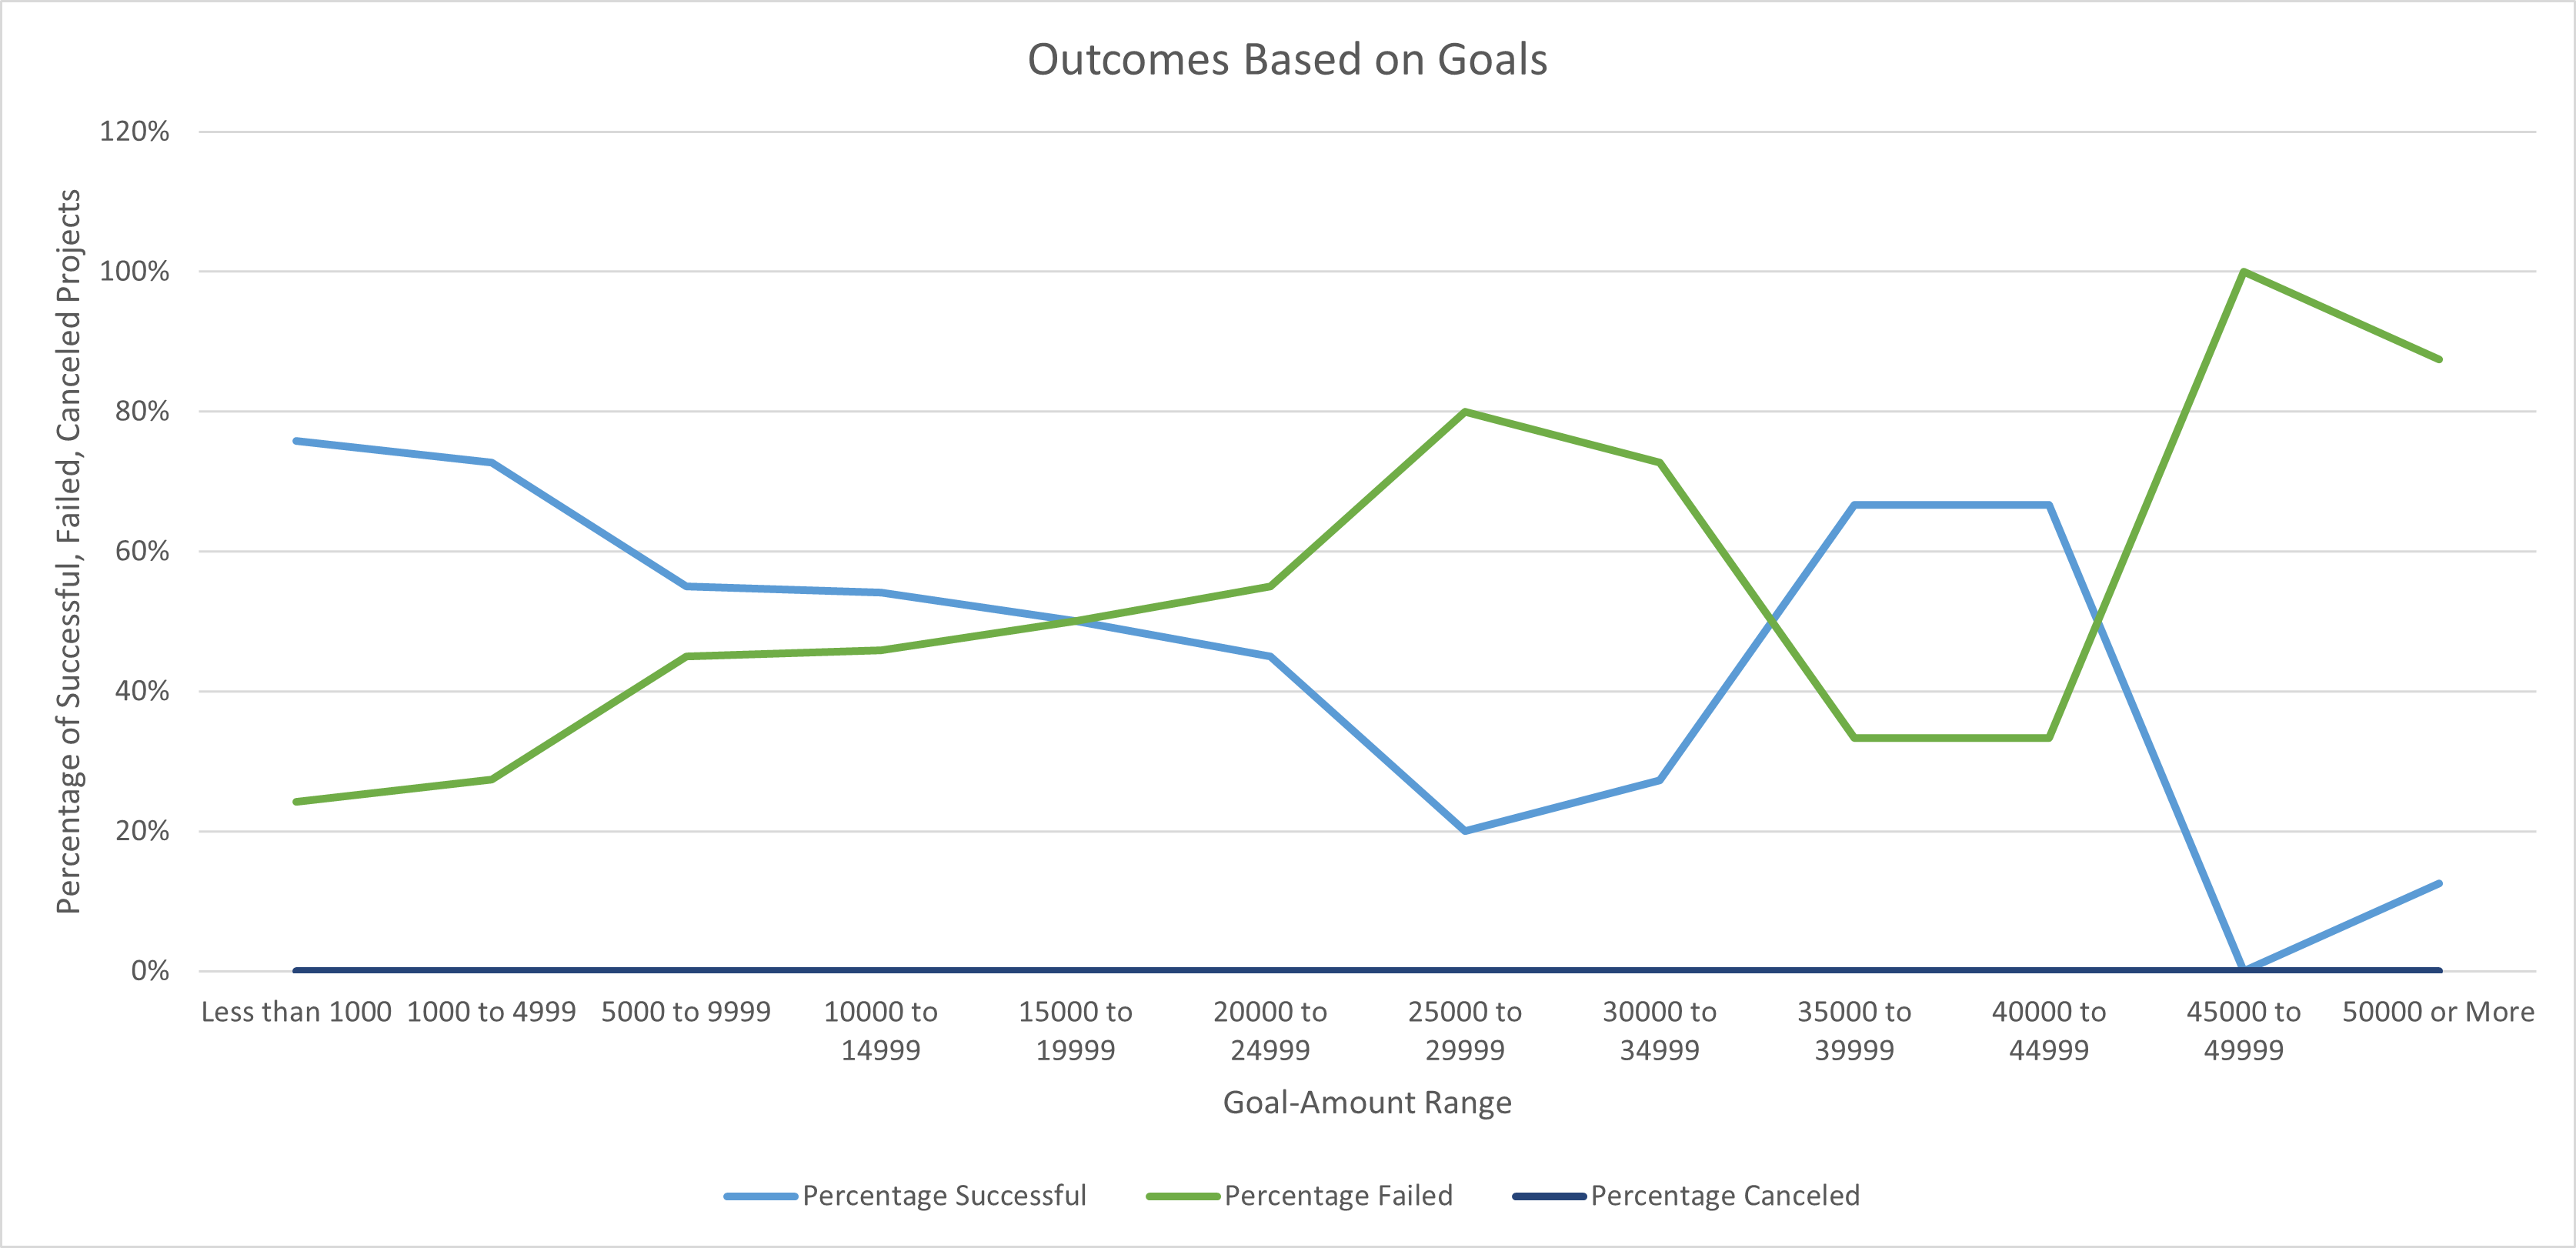 Outcomes Based on Goals
Percentage of Successful, Failed, Canceled Projects
120%
100%
80%
60%
40%
20%
0%
Less than 1000
1000 to 4999
5000 to 9999
10000 to
14999
15000 to
19999
20000 to
24999
25000 to
29999
30000 to
34999
35000 to
39999
40000 to
44999
45000 to
49999
50000 or More
Goal-Amount Range
Percentage Successful
Percentage Failed
Percentage Canceled